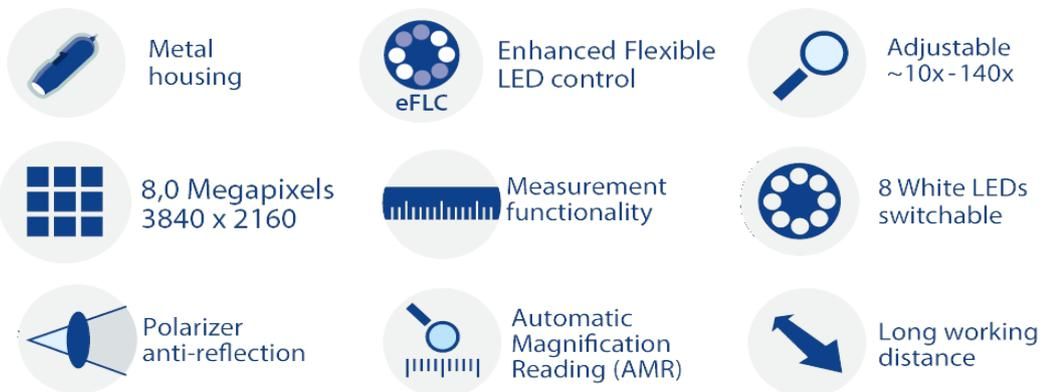 Metal
housing
Enhanced Flexible
LED control
eFLC
Adjustable
~10x-140x
8,0 Megapixels
3840 x 2160
Measurement
functionality
8 White LEDs
switchable
Polarizer
anti-reflection
Automatic
Magnification
Reading (AMR)
Long working
distance